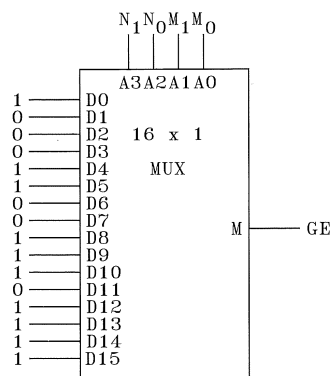 N1 N0 M1 M0
A3 A2 A1 A0
1 D0
0 D1
0 D2 16 x 1
0 D3
1 D4 MUX
1 D5
0 D6
0 D7
1 D8 M GE
1 D9
1 D10
0 D11
1 D12
1 D13
1 D14
1 D15